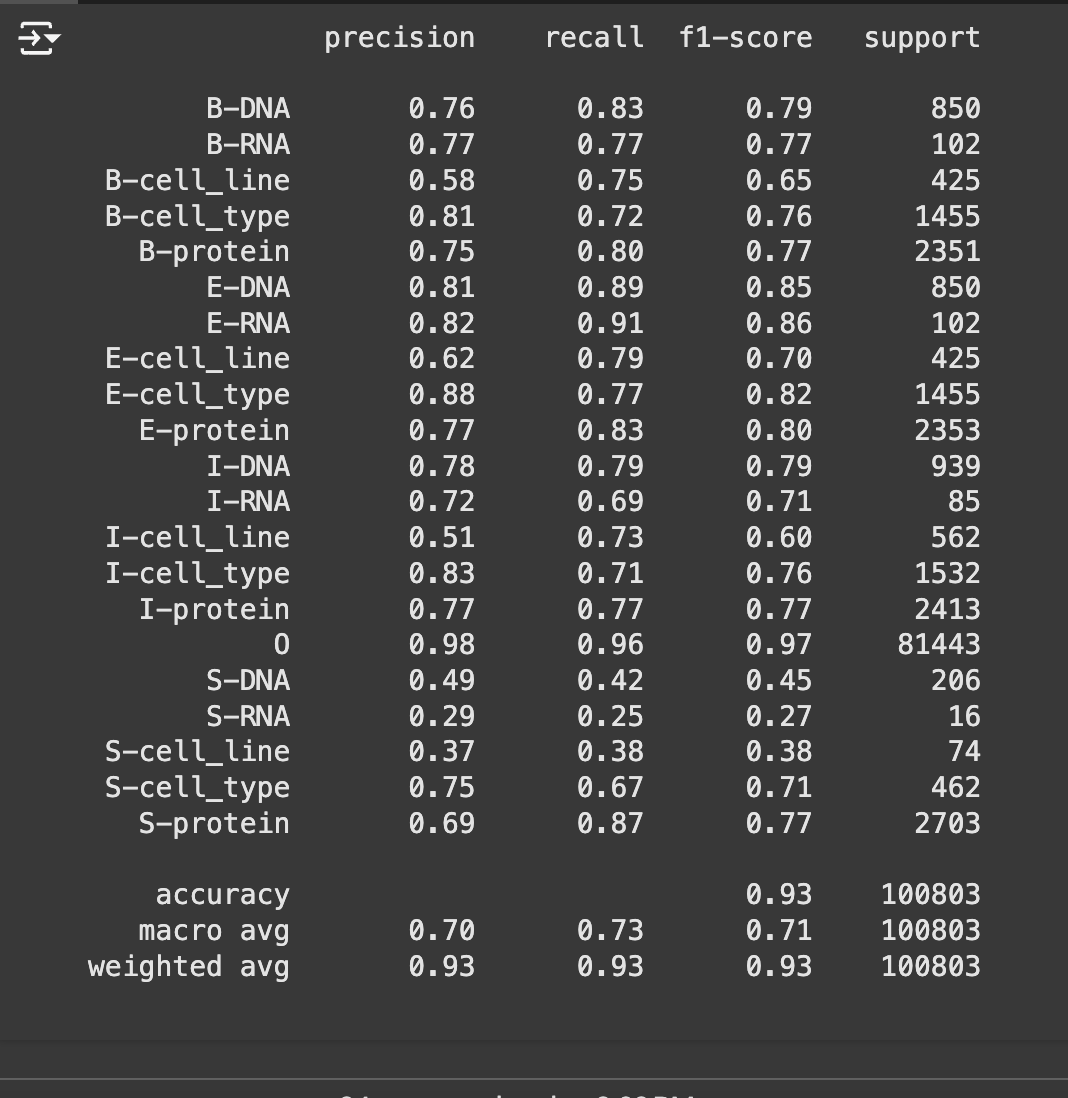 precision recall f1-score support
B-DNA 0.76 0.83 0.79 850
B-RNA 0.77 0.77 0.77 102
B-cell_line 0.58 0.75 0.65 425
B-cell_type 0.81 0.72 0.76 1455
B-protein 0.75 0.80 0.77 2351
E-DNA 0.81 0.89 0.85 850
E-RNA 0.82 0.91 0.86 102
E-cell_line 0.62 0.79 0.70 425
E-cell_type 0.88 0.77 0.82 1455
E-protein 0.77 0.83 0.80 2353
I-DNA 0.78 0.79 0.79 939
I-RNA 0.72 0.69 0.71 85
I-cell_line 0.51 0.73 0.60 562
I-cell_type 0.83 0.71 0.76 1532
I-protein 0.77 0.77 0.77 2413
O 0.98 0.96 0.97 81443
S-DNA 0.49 0.42 0.45 206
S-RNA 0.29 0.25 0.27 16
S-cell_line 0.37 0.38 0.38 74
S-cell_type 0.75 0.67 0.71 462
S-protein 0.69 0.87 0.77 2703
accuracy 0.93 100803
macro avg 0.70 0.73 0.71 100803
weighted avg 0.93 0.93 0.93 100803